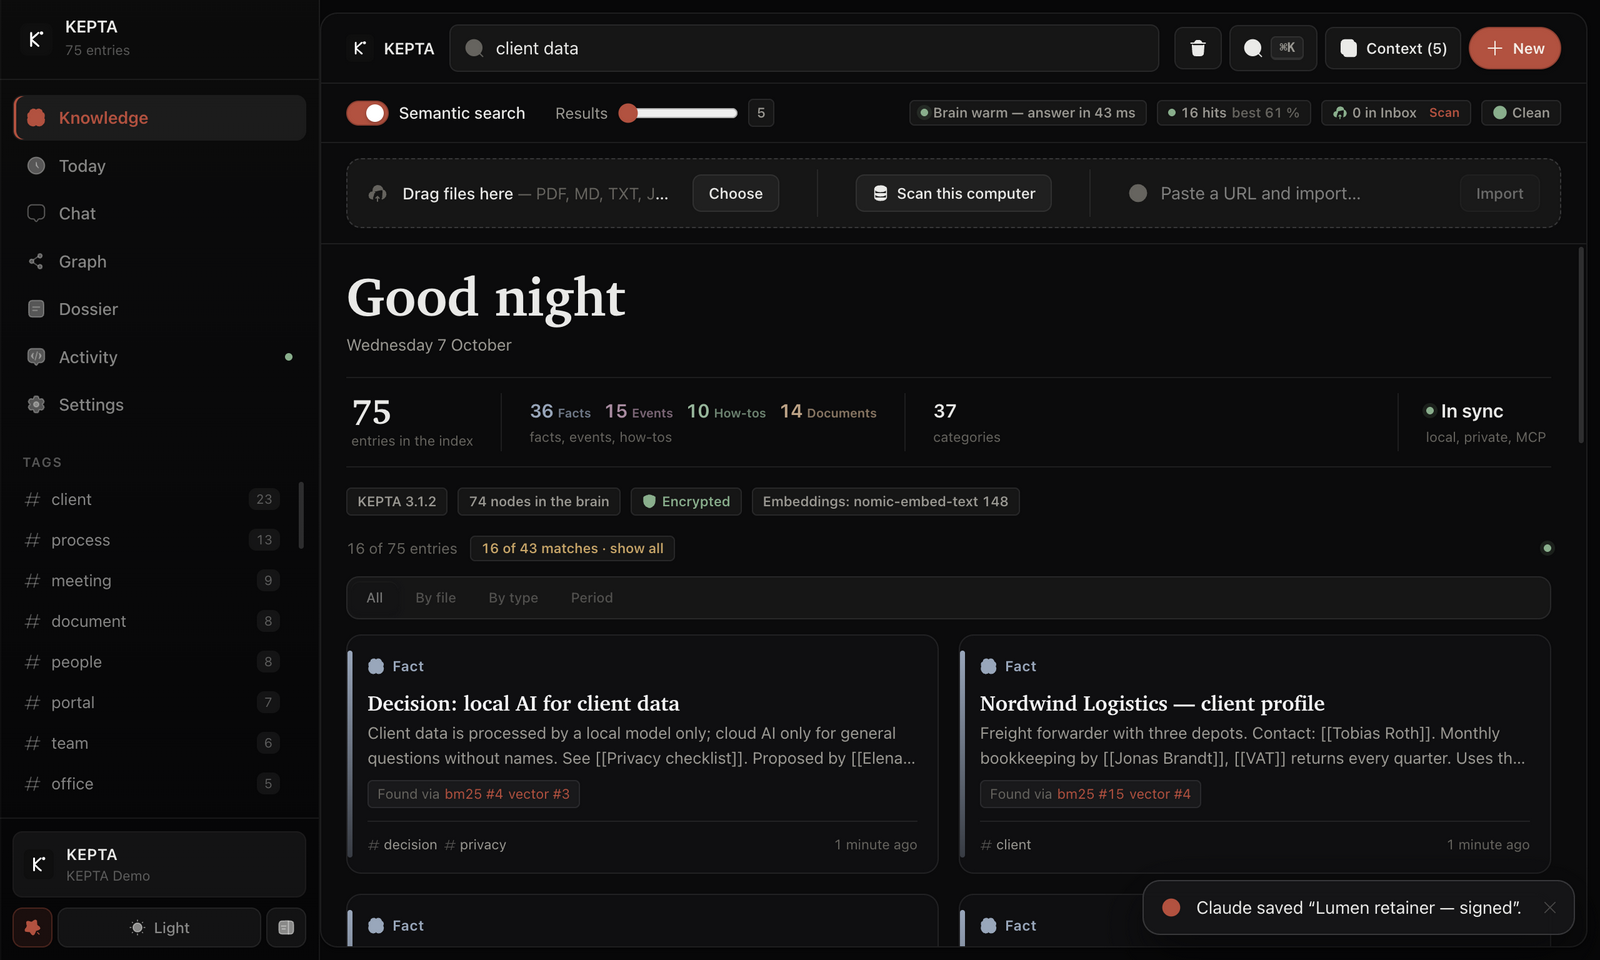 KEPTA
75 entries
Knowledge
Today
Chat
Graph
Dossier
Activity
Settings
TAGS
# client 23
# process 13
# meeting 9
# document 8
# people 8
# portal 7
# team 6
# office 5
KEPTA
KEPTA Demo
Light
KEPTA
client data
⌘K
Context (5)
+ New
Semantic search
Results
5
Brain warm — answer in 43 ms
16 hits best 61 %
0 in Inbox Scan
Clean
Drag files here — PDF, MD, TXT, J...
Choose
Scan this computer
Paste a URL and import...
Import
Good night
Wednesday 7 October
75
entries in the index
36 Facts 15 Events 10 How-tos 14 Documents
facts, events, how-tos
37
categories
In sync
local, private, MCP
KEPTA 3.1.2
74 nodes in the brain
Encrypted
Embeddings: nomic-embed-text 148
16 of 75 entries
16 of 43 matches · show all
All
By file
By type
Period
Fact
Decision: local AI for client data
Client data is processed by a local model only; cloud AI only for general
questions without names. See [[Privacy checklist]]. Proposed by [[Elena...
Found via bm25 #4 vector #3
# decision # privacy
1 minute ago
Fact
Nordwind Logistics — client profile
Freight forwarder with three depots. Contact: [[Tobias Roth]]. Monthly
bookkeeping by [[Jonas Brandt]], [[VAT]] returns every quarter. Uses th...
Found via bm25 #15 vector #4
# client
1 minute ago
Fact
Fact
Claude saved “Lumen retainer — signed”.